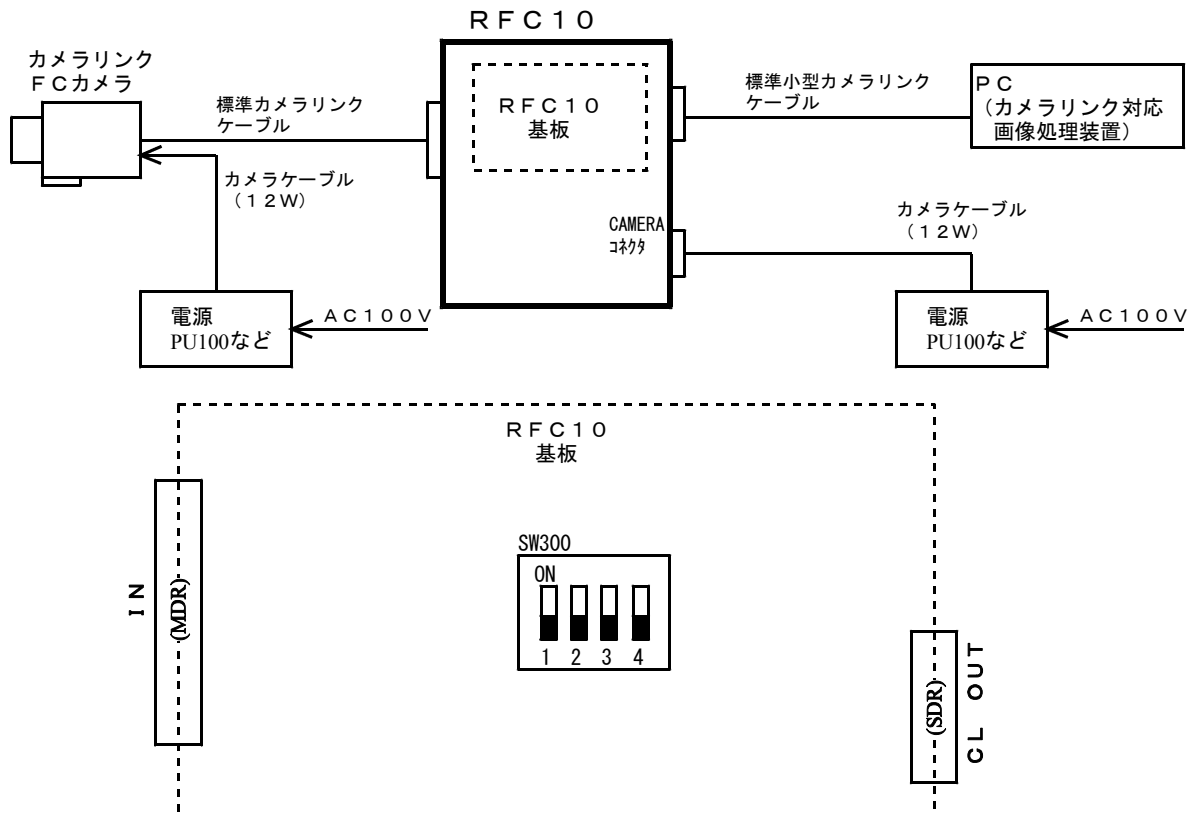 ＲＦＣ１０
カメラリンク
ＦＣカメラ
標準カメラリンク
ケーブル
ＲＦＣ１０
基板
標準小型カメラリンク
ケーブル
ＰＣ
（カメラリンク対応
画像処理装置）
カメラケーブル
（１２Ｗ）
CAMERA
ｺﾈｸﾀ
カメラケーブル
（１２Ｗ）
電源
PU100など
ＡＣ１００Ｖ
電源
PU100など
ＡＣ１００Ｖ
ＲＦＣ１０
基板
ＩＮ
(MDR)
SW300
ON
1 2 3 4
(SDR)
ＣＬ ＯＵＴ